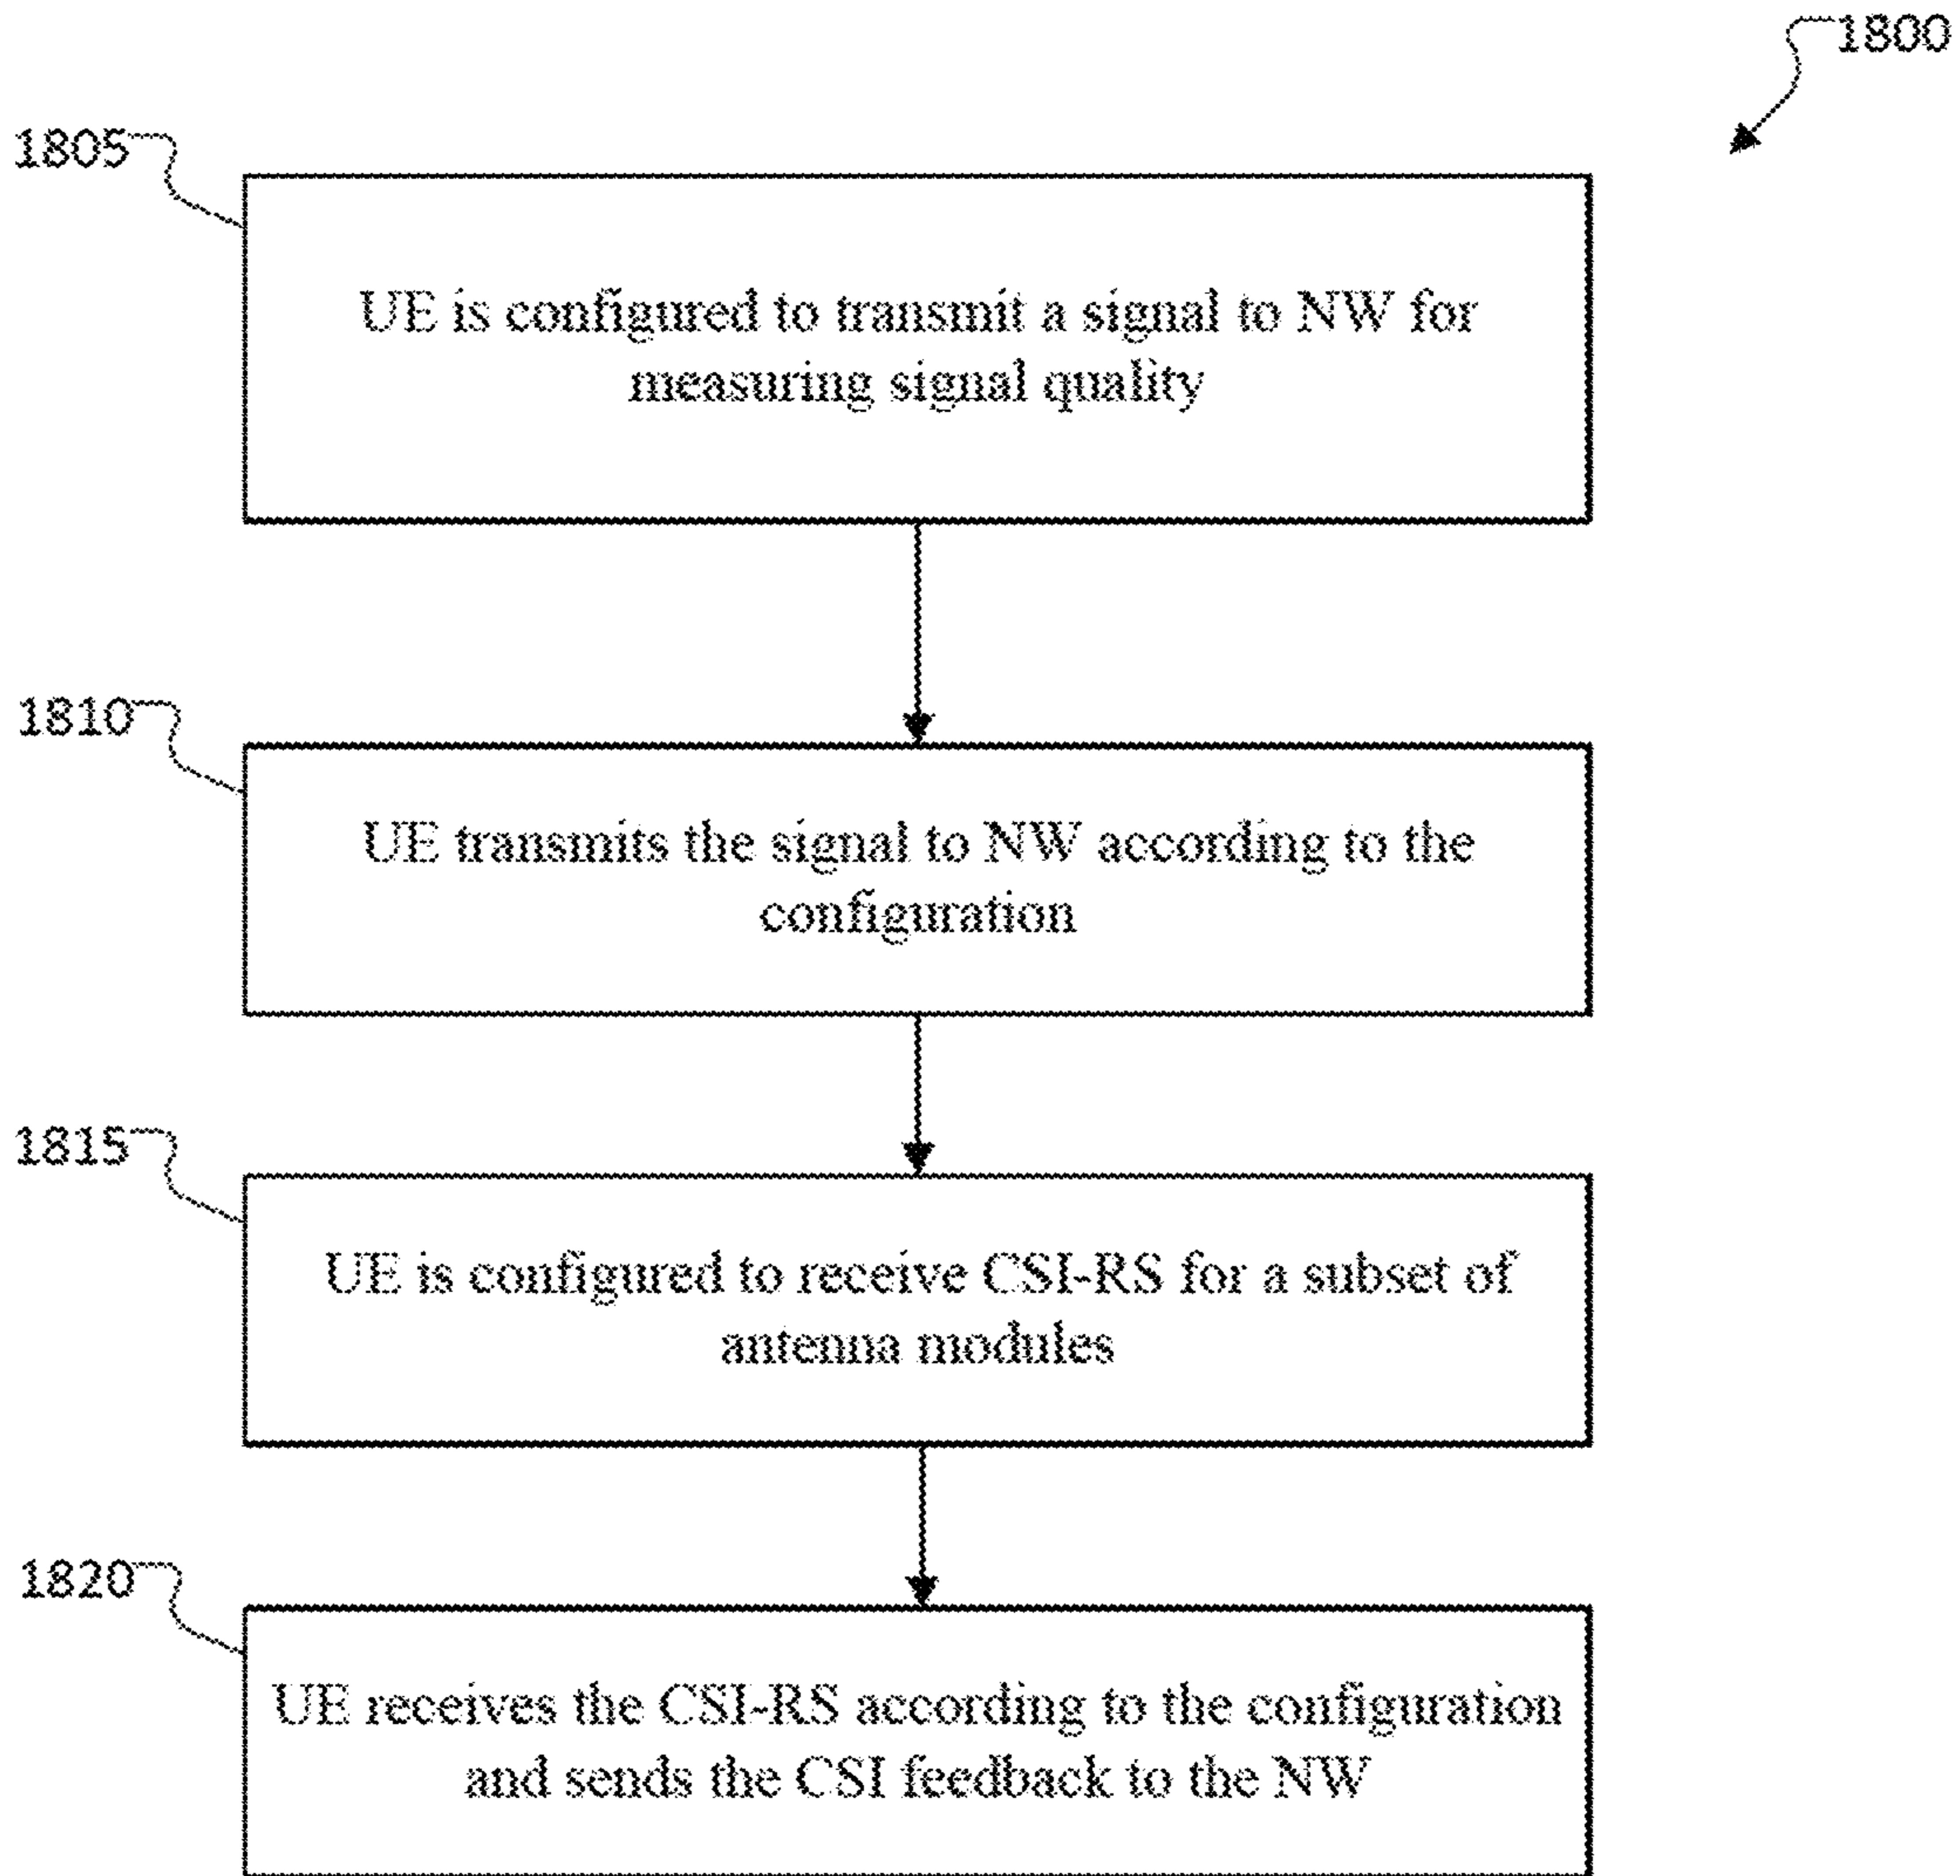 1800
1805
UE is configured to transmit a signal to NW for
measuring signal quality
1810
UE transmits the signal to NW according to the
configuration
1815
UE is configured to receive CSI-RS for a subset of
antenna modules
1820
UE receives the CSI-RS according to the configuration
and sends the CSI feedback to the NW